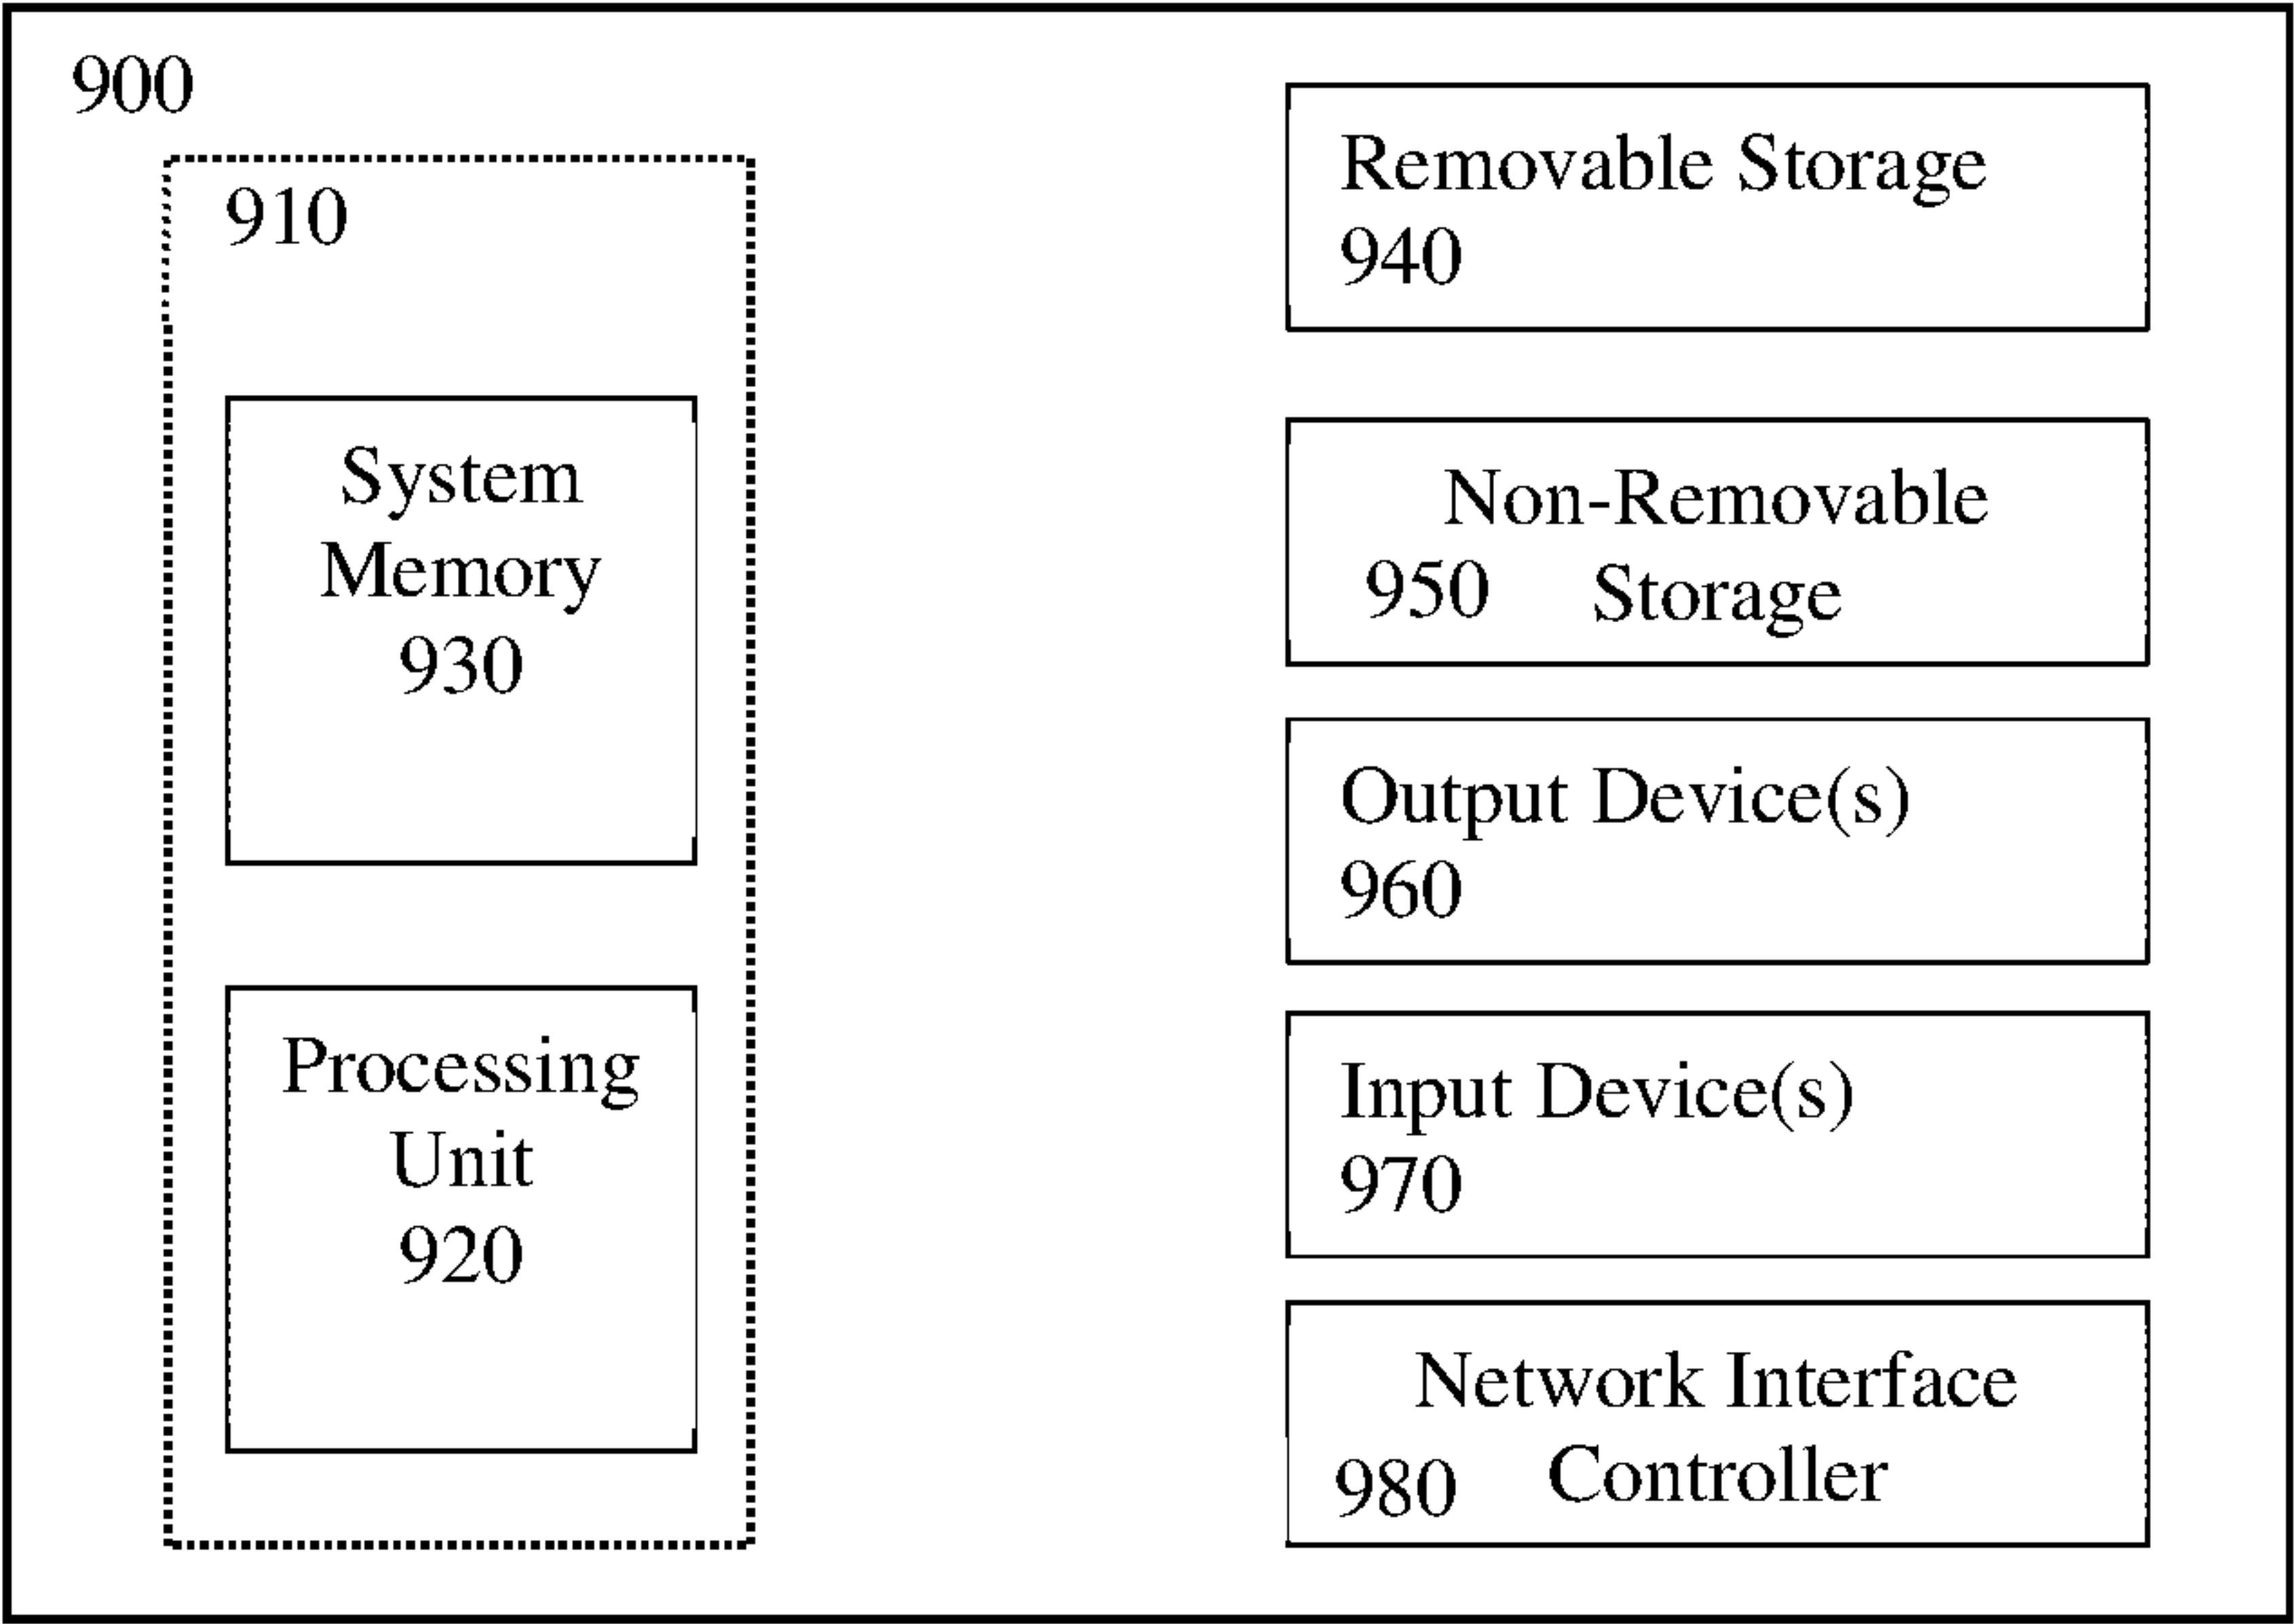 900
910
System
Memory
930
Processing
Unit
920
Removable Storage
940
Non-Removable
950 Storage
Output Device(s)
960
Input Device(s)
970
Network Interface
980 Controller